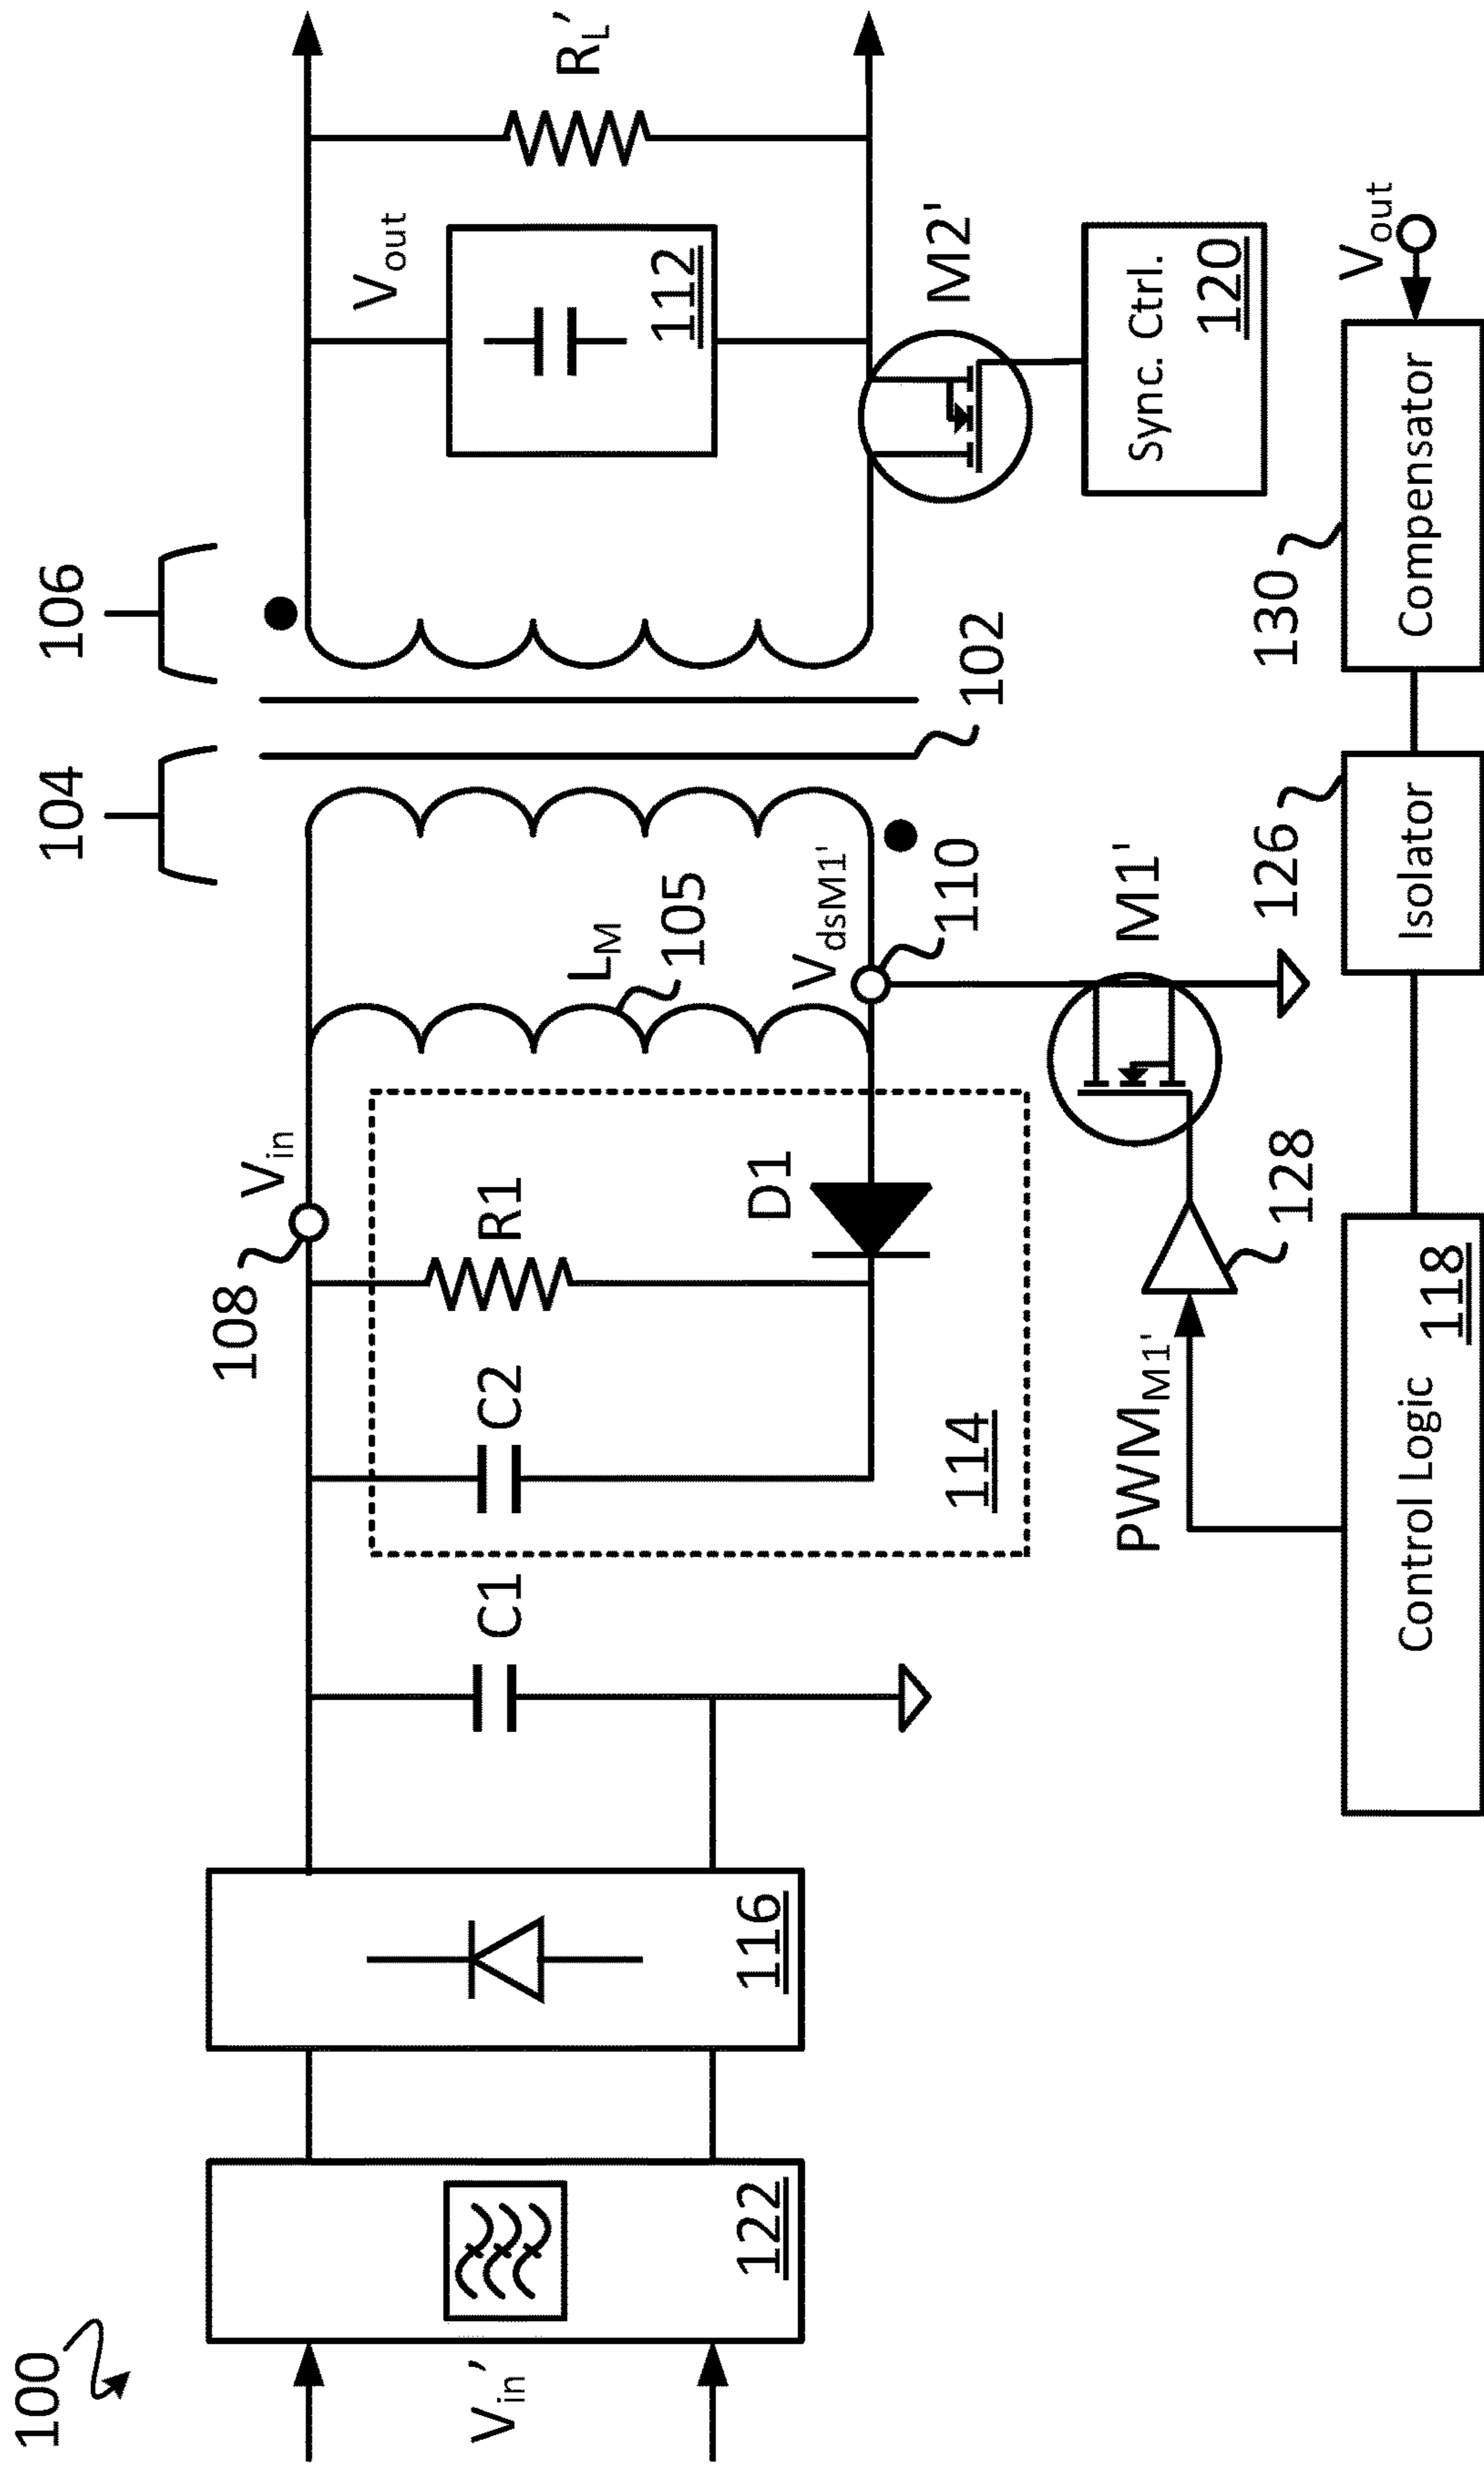 100
104
106
V_in'
122
116
C1
C2
R1
114
108
V_in
D1
L_M
105
V_dsM1'
110
102
V_out
112
R_L'
M2'
Sync. Ctrl.
120
PWM_M1'
128
M1'
Control Logic
118
126
Isolator
130
Compensator
V_out